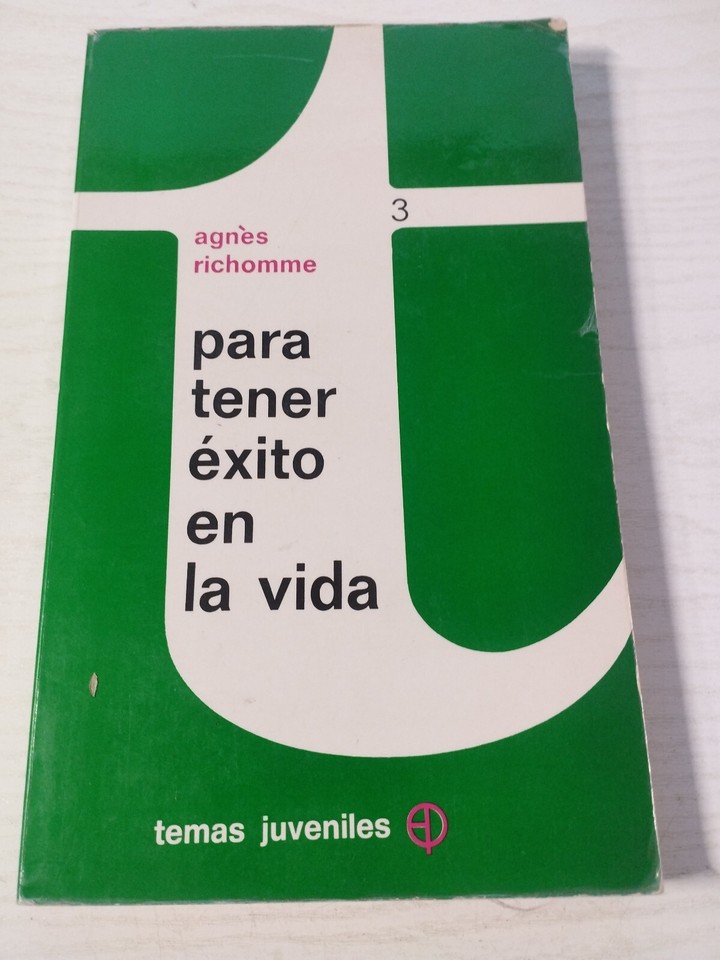 3
agnès
richomme
para
tener
éxito
en
la vida
temas juveniles